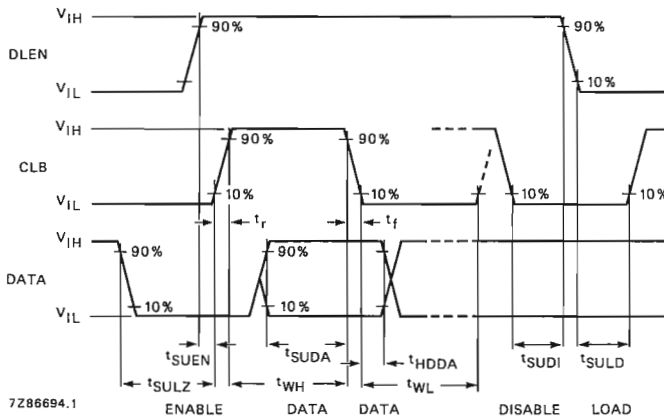 VIH
90%
90%
DLEN
10%
VIL
VIH
90%
90%
CLB
10%
10%
10%
10%
VIL
tr
tf
VIH
90%
90%
DATA
10%
10%
VIL
tSUEN
tSUDA
tHDDA
tSUDI
tSULD
tSULZ
tWH
tWL
7Z86694.1
ENABLE
DATA
DATA
DISABLE
LOAD